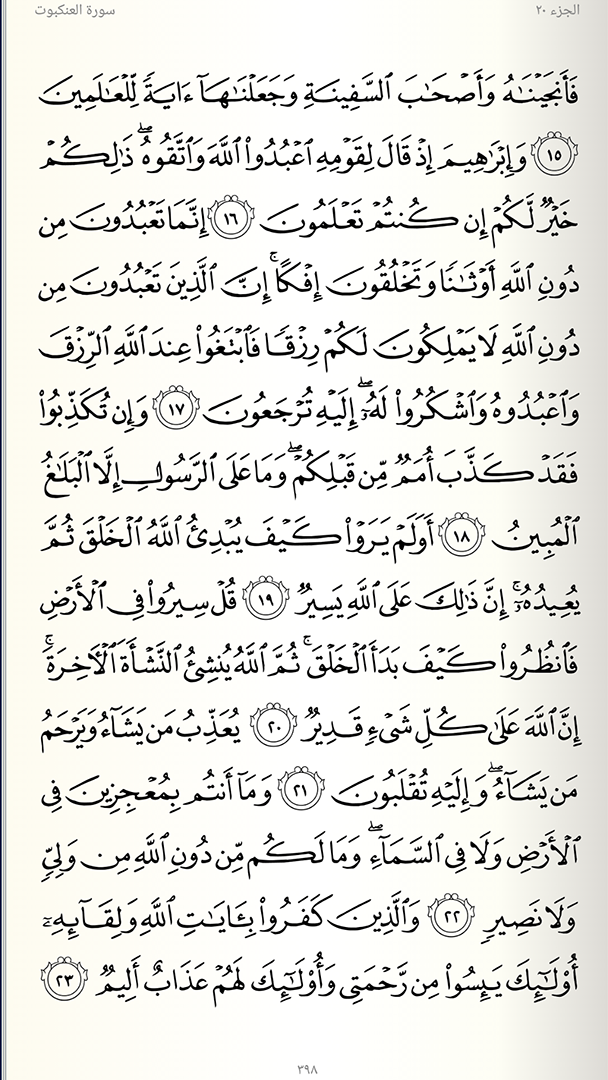 الجزء ٢٠
سورة العنكبوت
فَأَنجَيْنَٰهُ وَأَصْحَٰبَ ٱلسَّفِينَةِ وَجَعَلْنَٰهَآ ءَايَةً لِّلْعَٰلَمِينَ
١٥ وَإِبْرَٰهِيمَ إِذْ قَالَ لِقَوْمِهِ ٱعْبُدُوا۟ ٱللَّهَ وَٱتَّقُوهُ ۖ ذَٰلِكُمْ
خَيْرٌ لَّكُمْ إِن كُنتُمْ تَعْلَمُونَ ١٦ إِنَّمَا تَعْبُدُونَ مِن
دُونِ ٱللَّهِ أَوْثَٰنًا وَتَخْلُقُونَ إِفْكًا ۚ إِنَّ ٱلَّذِينَ تَعْبُدُونَ مِن
دُونِ ٱللَّهِ لَا يَمْلِكُونَ لَكُمْ رِزْقًا فَٱبْتَغُوا۟ عِندَ ٱللَّهِ ٱلرِّزْقَ
وَٱعْبُدُوهُ وَٱشْكُرُوا۟ لَهُۥٓ ۖ إِلَيْهِ تُرْجَعُونَ ١٧ وَإِن تُكَذِّبُوا۟
فَقَدْ كَذَّبَ أُمَمٌ مِّن قَبْلِكُمْ ۖ وَمَا عَلَى ٱلرَّسُولِ إِلَّا ٱلْبَلَٰغُ
ٱلْمُبِينُ ١٨ أَوَلَمْ يَرَوْا۟ كَيْفَ يُبْدِئُ ٱللَّهُ ٱلْخَلْقَ ثُمَّ
يُعِيدُهُۥٓ ۚ إِنَّ ذَٰلِكَ عَلَى ٱللَّهِ يَسِيرٌ ١٩ قُلْ سِيرُوا۟ فِى ٱلْأَرْضِ
فَٱنظُرُوا۟ كَيْفَ بَدَأَ ٱلْخَلْقَ ۚ ثُمَّ ٱللَّهُ يُنشِئُ ٱلنَّشْأَةَ ٱلْءَاخِرَةَ ۚ
إِنَّ ٱللَّهَ عَلَىٰ كُلِّ شَىْءٍ قَدِيرٌ ٢٠ يُعَذِّبُ مَن يَشَآءُ وَيَرْحَمُ
مَن يَشَآءُ ۖ وَإِلَيْهِ تُقْلَبُونَ ٢١ وَمَآ أَنتُم بِمُعْجِزِينَ فِى
ٱلْأَرْضِ وَلَا فِى ٱلسَّمَآءِ ۖ وَمَا لَكُم مِّن دُونِ ٱللَّهِ مِن وَلِىٍّ
وَلَا نَصِيرٍ ٢٢ وَٱلَّذِينَ كَفَرُوا۟ بِـَٔايَٰتِ ٱللَّهِ وَلِقَآئِهِۦٓ
أُو۟لَٰٓئِكَ يَئِسُوا۟ مِن رَّحْمَتِى وَأُو۟لَٰٓئِكَ لَهُمْ عَذَابٌ أَلِيمٌ ٢٣
٣٩٨